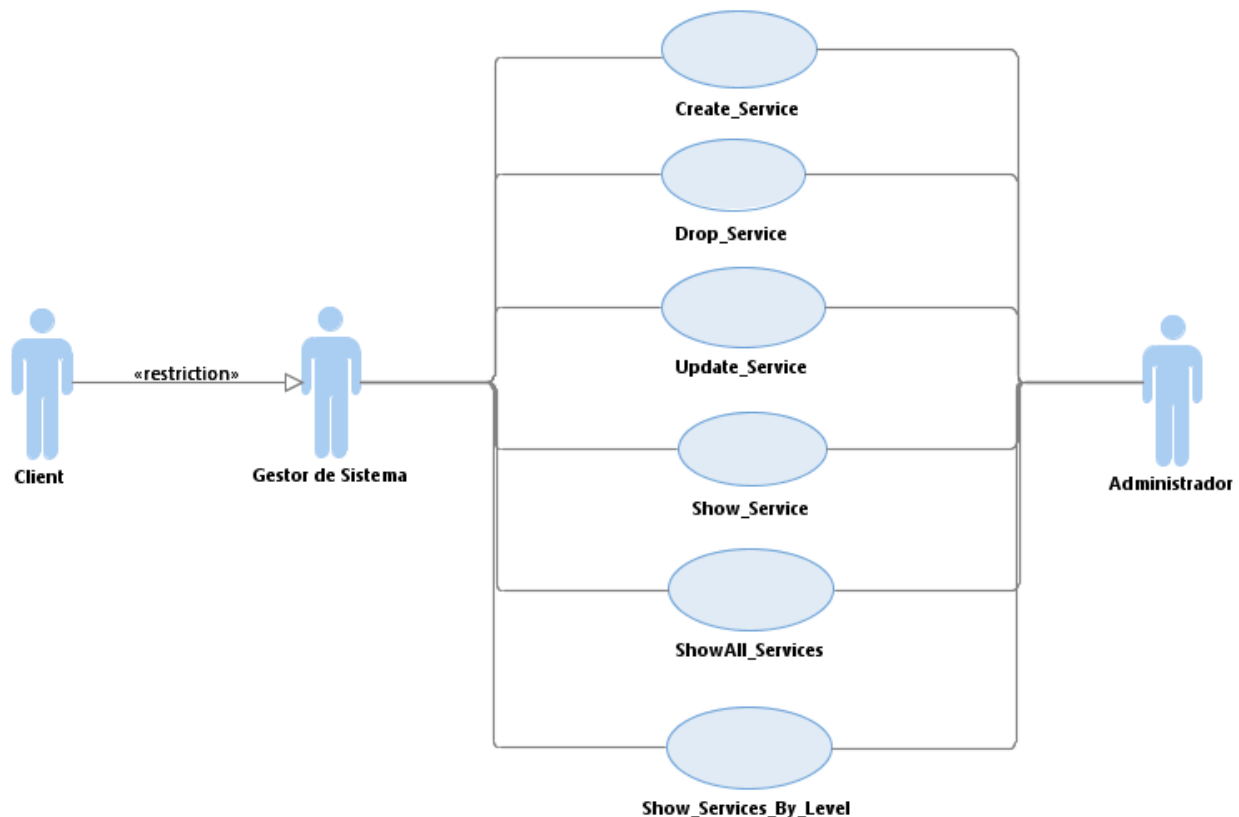 Create_Service
Drop_Service
Update_Service
«restriction»
Client
Gestor de Sistema
Show_Service
Administrador
ShowAll_Services
Show_Services_By_Level